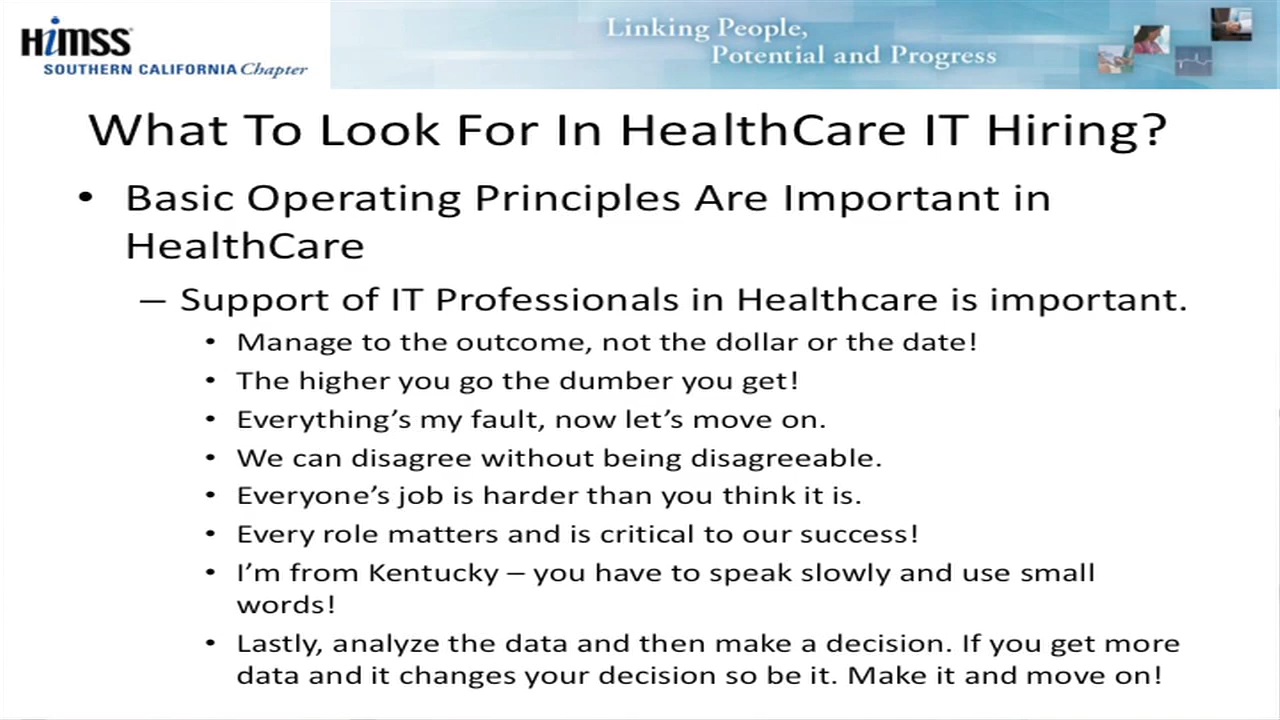 HiMSS
SOUTHERN CALIFORNIA Chapter
Linking People,
Potential and Progress
What To Look For In HealthCare IT Hiring?
• Basic Operating Principles Are Important in
HealthCare
– Support of IT Professionals in Healthcare is important.
• Manage to the outcome, not the dollar or the date!
• The higher you go the dumber you get!
• Everything’s my fault, now let’s move on.
• We can disagree without being disagreeable.
• Everyone’s job is harder than you think it is.
• Every role matters and is critical to our success!
• I’m from Kentucky – you have to speak slowly and use small
words!
• Lastly, analyze the data and then make a decision. If you get more
data and it changes your decision so be it. Make it and move on!